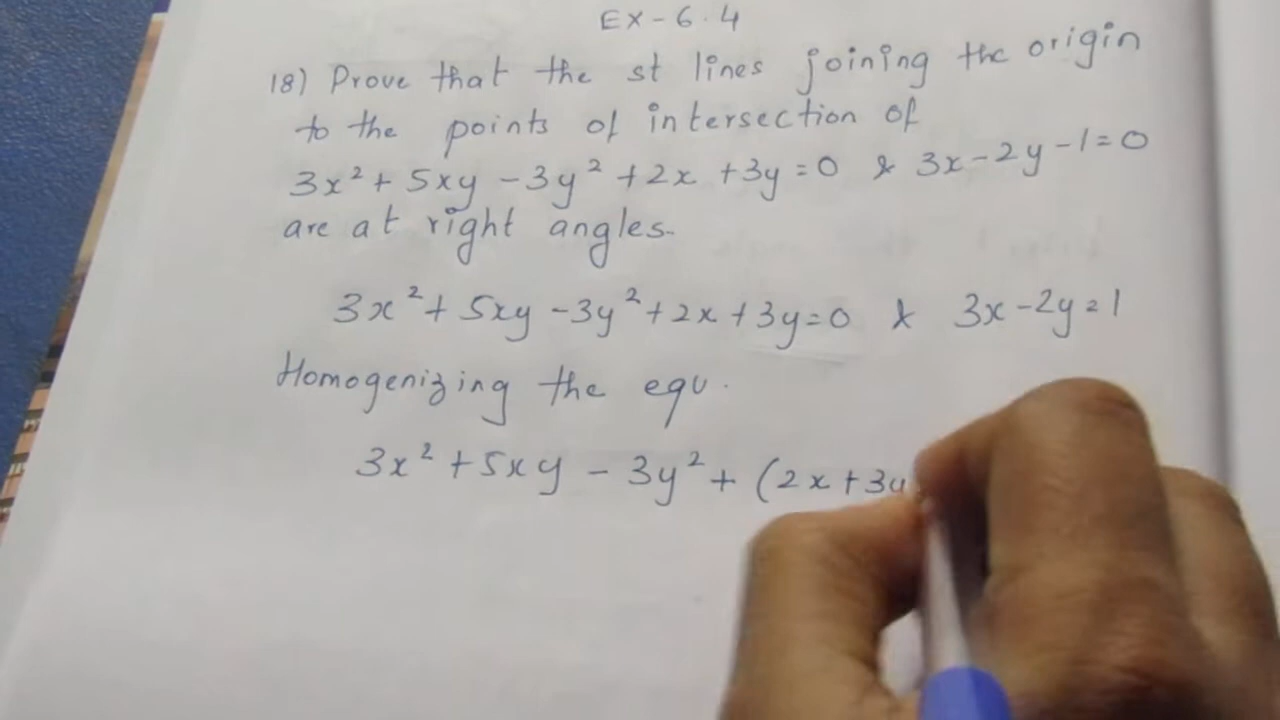 EX-6.4
18) Prove that the st lines joining the origin
to the points of intersection of
3x² + 5xy - 3y² + 2x + 3y = 0 & 3x - 2y - 1 = 0
are at right angles.
3x² + 5xy - 3y² + 2x + 3y = 0 & 3x - 2y = 1
Homogenizing the equ.
3x² + 5xy - 3y² + (2x + 3y